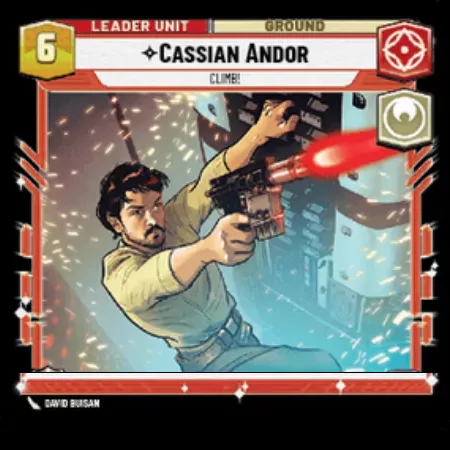 LEADER UNIT
GROUND
6
CASSIAN ANDOR
CLIMB!
DAVID BUISAN